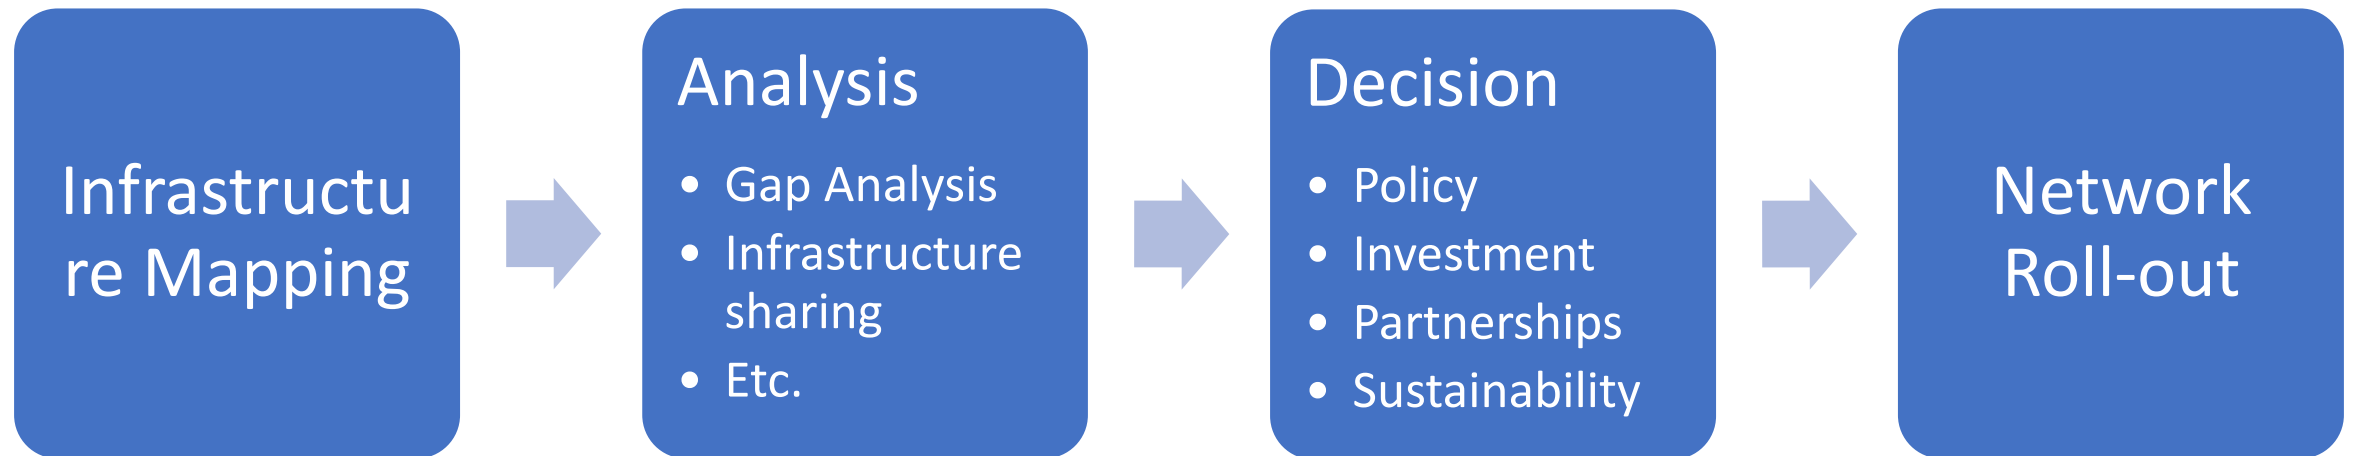 Infrastructu
re Mapping
Analysis
• Gap Analysis
• Infrastructure
sharing
• Etc.
Decision
• Policy
• Investment
• Partnerships
• Sustainability
Network
Roll-out